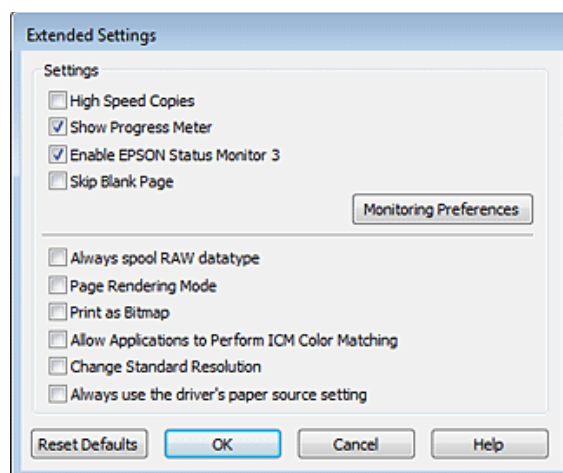 Extended Settings
Settings
High Speed Copies
Show Progress Meter
Enable EPSON Status Monitor 3
Skip Blank Page
Monitoring Preferences
Always spool RAW datatype
Page Rendering Mode
Print as Bitmap
Allow Applications to Perform ICM Color Matching
Change Standard Resolution
Always use the driver's paper source setting
Reset Defaults OK Cancel Help